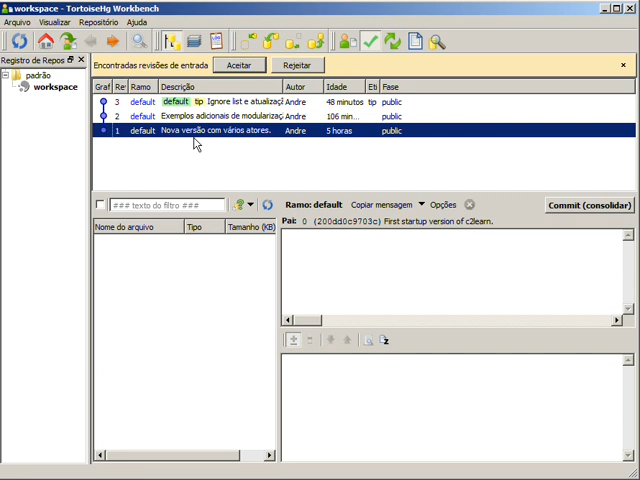 workspace - TortoiseHg Workbench
Arquivo Visualizar Repositório Ajuda
Registro de Repos
padrão
workspace
Encontradas revisões de entrada Aceitar Rejeitar ×
Graf Rev Ramo Descrição Autor Idade Eti Fase
3 default default tip Ignore list e atualizaçã Andre 48 minutos tip public
2 default Exemplos adicionais de modularizaç Andre 106 min... public
1 default Nova versão com vários atores. Andre 5 horas public
### texto do filtro ###
Nome do arquivo Tipo Tamanho (KB)
Ramo: default Copiar mensagem Opções Commit (consolidar)
Pai: 0 (200dd0c9703c) First startup version of c2learn.